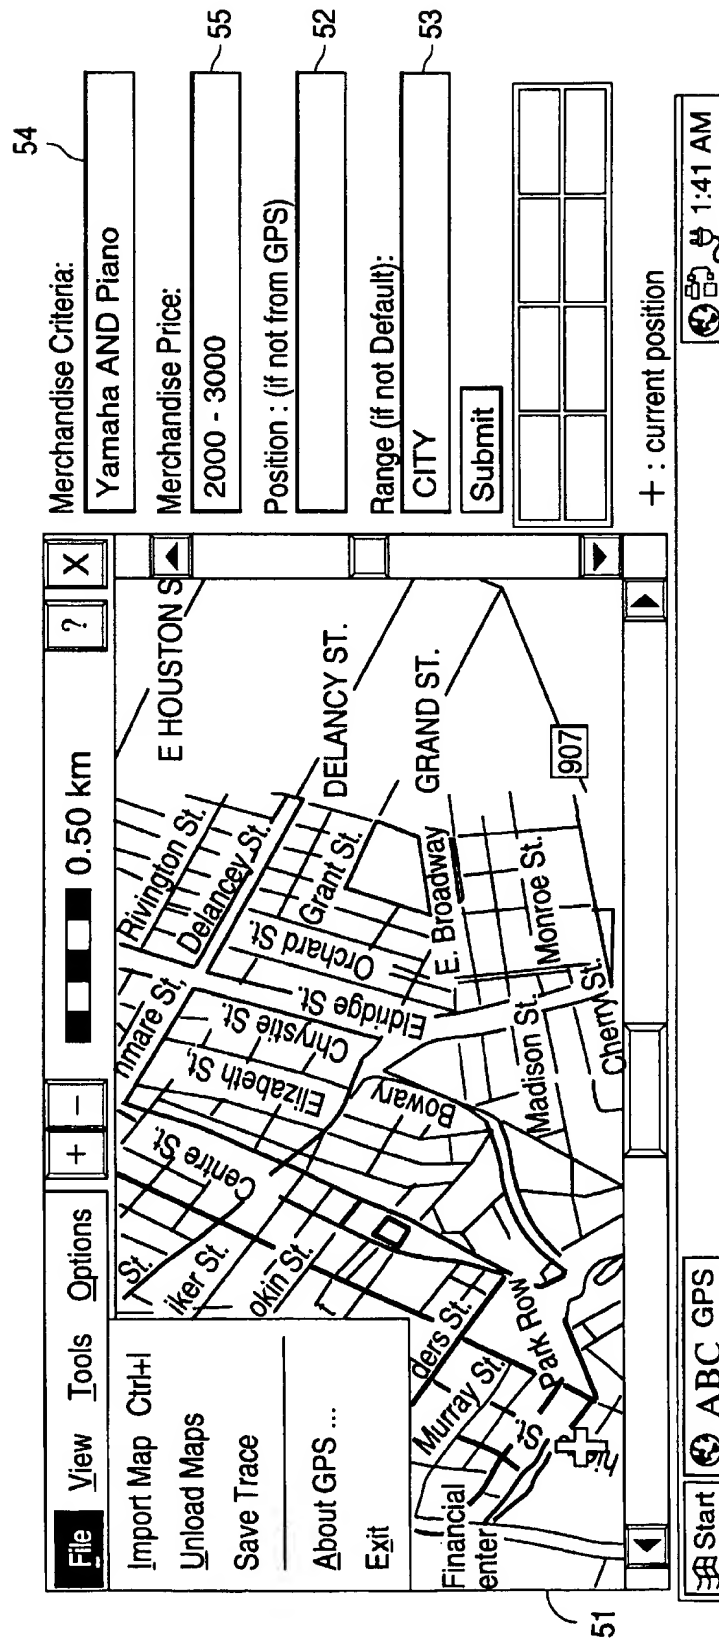 File View Tools Options + − 0.50 km ? X
Import Map Ctrl+I
Unload Maps
Save Trace
About GPS ...
Exit
St.
iker St.
okin St.
ders St.
Murray St.
Park Row
St.
Financial
enter
Centre St.
nmare St,
Elizabeth St,
Chrystie St.
Bowary
Eldridge St.
Orchard St.
Rivington St.
Delancey St.
Grant St.
E. Broadway
Madison St.
Monroe St.
Cherry St.
E HOUSTON S
DELANCY ST.
GRAND ST.
907
51
Merchandise Criteria:
54
Yamaha AND Piano
Merchandise Price:
55
2000 - 3000
Position : (if not from GPS)
52
Range (if not Default):
53
CITY
Submit
+ : current position
Start ABC GPS 1:41 AM